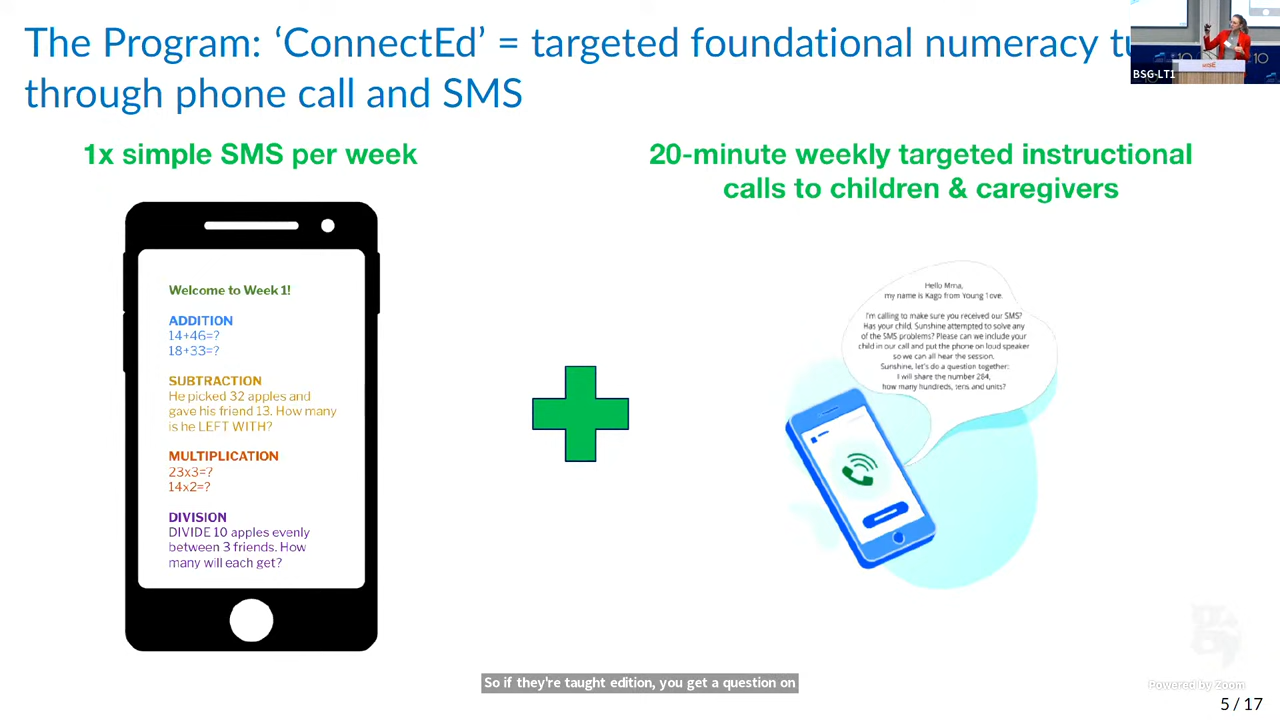 The Program: ‘ConnectEd’ = targeted foundational numeracy
through phone call and SMS
BSG-LT1
10
1x simple SMS per week
Welcome to Week 1!
ADDITION
14+46=?
18+33=?
SUBTRACTION
He picked 32 apples and
gave his friend 13. How many
is he LEFT WITH?
MULTIPLICATION
23x3=?
14x2=?
DIVISION
DIVIDE 10 apples evenly
between 3 friends. How
many will each get?
20-minute weekly targeted instructional
calls to children & caregivers
Hello Mma,
my name is Kago from Young 1ove.
I'm calling to make sure you received our SMS?
Has your child, Sunshine attempted to solve any
of the SMS problems? Please can we include your
child in our call and put the phone on loud speaker
so we can all hear the session.
Sunshine, let's do a question together:
I will share the number 284,
how many hundreds, tens and units?
So if they're taught edition, you get a question on
Powered by Zoom
5 / 17